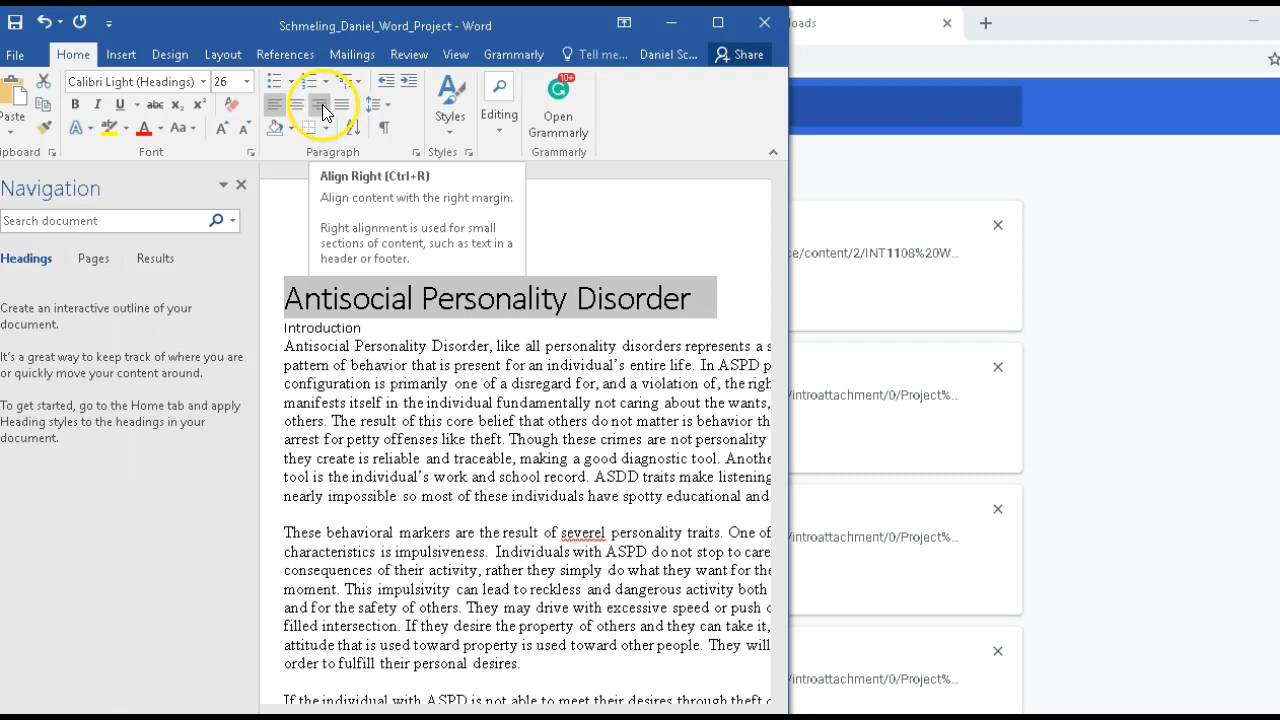 Schmeling_Daniel_Word_Project - Word
File Home Insert Design Layout References Mailings Review View Grammarly Tell me... Daniel Sc... Share
Paste
Calibri Light (Headings) 26
B I U abc x₂ x²
A A Aa A A
Styles
Editing
10+
Open
Grammarly
Font Paragraph Styles Grammarly
Align Right (Ctrl+R)
Align content with the right margin.
Right alignment is used for small
sections of content, such as text in a
header or footer.
Navigation
Search document
Headings Pages Results
Create an interactive outline of your
document.
It's a great way to keep track of where you are
or quickly move your content around.
To get started, go to the Home tab and apply
Heading styles to the headings in your
document.
Antisocial Personality Disorder
Introduction
Antisocial Personality Disorder, like all personality disorders represents a s
pattern of behavior that is present for an individual's entire life. In ASPD p
configuration is primarily one of a disregard for, and a violation of, the righ
manifests itself in the individual fundamentally not caring about the wants,
others. The result of this core belief that others do not matter is behavior th
arrest for petty offenses like theft. Though these crimes are not personality
they create is reliable and traceable, making a good diagnostic tool. Anothe
tool is the individual's work and school record. ASDD traits make listening
nearly impossible so most of these individuals have spotty educational and
These behavioral markers are the result of severel personality traits. One of
characteristics is impulsiveness. Individuals with ASPD do not stop to care
consequences of their activity, rather they simply do what they want for the
moment. This impulsivity can lead to reckless and dangerous activity both
and for the safety of others. They may drive with excessive speed or push o
filled intersection. If they desire the property of others and they can take it,
attitude that is used toward property is used toward other people. They will
order to fulfill their personal desires.
If the individual with ASPD is not able to meet their desires through theft o
loads
ce/content/2/INT1108%20W...
/introattachment/0/Project%...
/introattachment/0/Project%...
/introattachment/0/Project%...